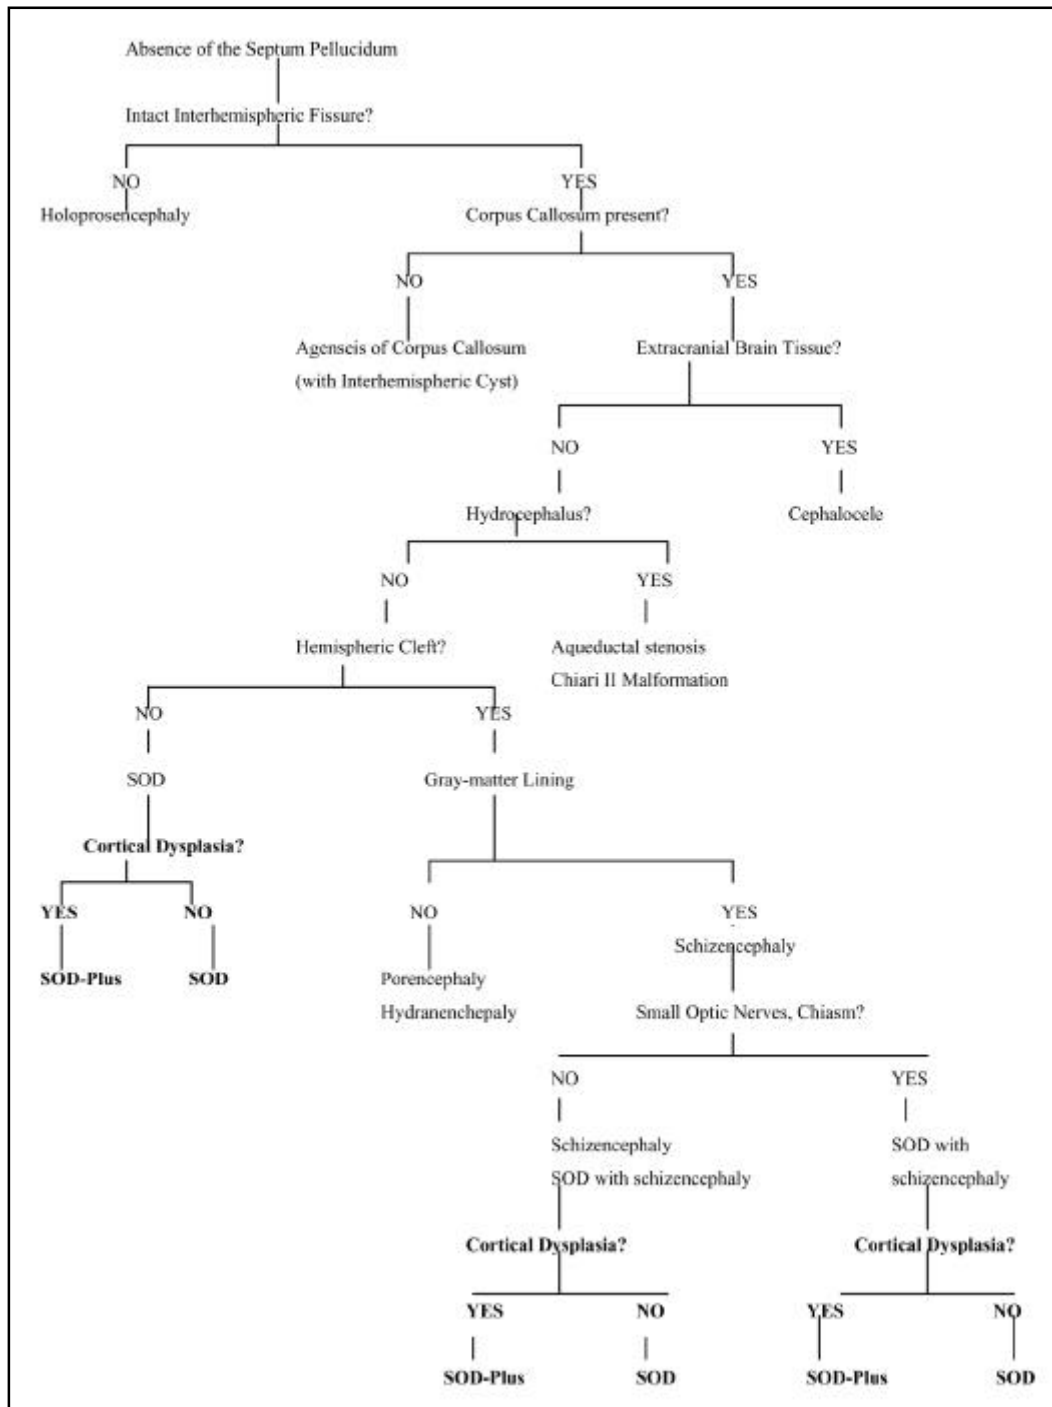 Absence of the Septum Pellucidum
Intact Interhemispheric Fissure?
NO
YES
Holoprosencephaly
Corpus Callosum present?
NO
YES
Agenseis of Corpus Callosum
(with Interhemispheric Cyst)
Extracranial Brain Tissue?
NO
YES
Hydrocephalus?
Cephalocele
NO
YES
Hemispheric Cleft?
Aqueductal stenosis
Chiari II Malformation
NO
YES
SOD
Gray-matter Lining
Cortical Dysplasia?
YES
NO
NO
YES
Schizencephaly
SOD-Plus
SOD
Porencephaly
Hydranenchepaly
Small Optic Nerves, Chiasm?
NO
YES
Schizencephaly
SOD with schizencephaly
SOD with
schizencephaly
Cortical Dysplasia?
Cortical Dysplasia?
YES
NO
YES
NO
SOD-Plus
SOD
SOD-Plus
SOD